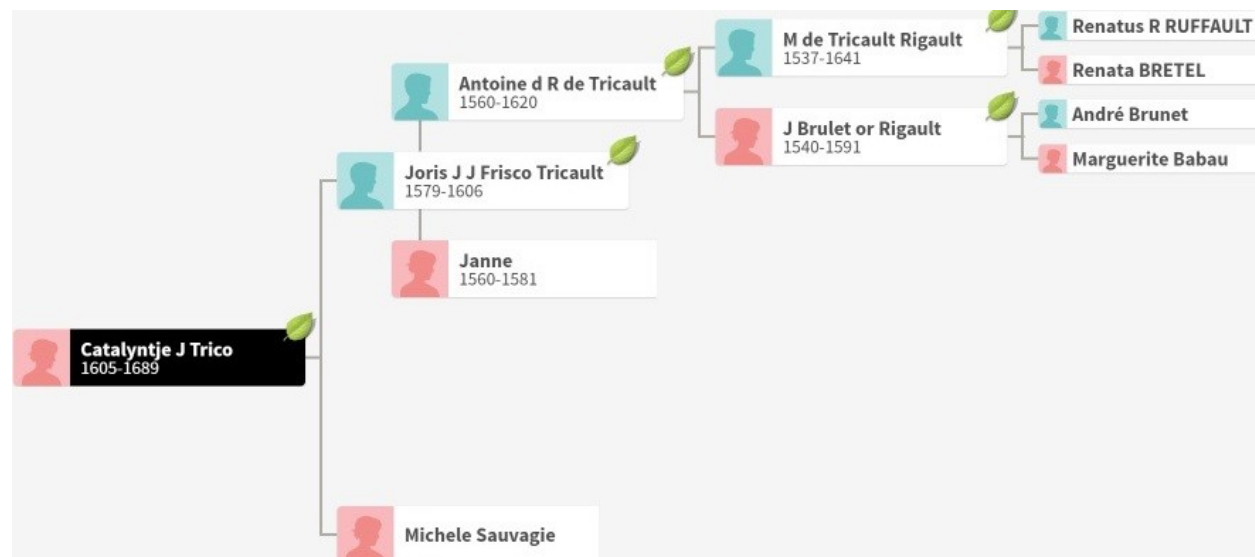 M de Tricault Rigault
1537-1641
Renatus R RUFFAULT
Renata BRETEL
Antoine d R de Tricault
1560-1620
J Brulet or Rigault
1540-1591
André Brunet
Marguerite Babau
Joris J J Frisco Tricault
1579-1606
Janne
1560-1581
Catalyntje J Trico
1605-1689
Michele Sauvagie